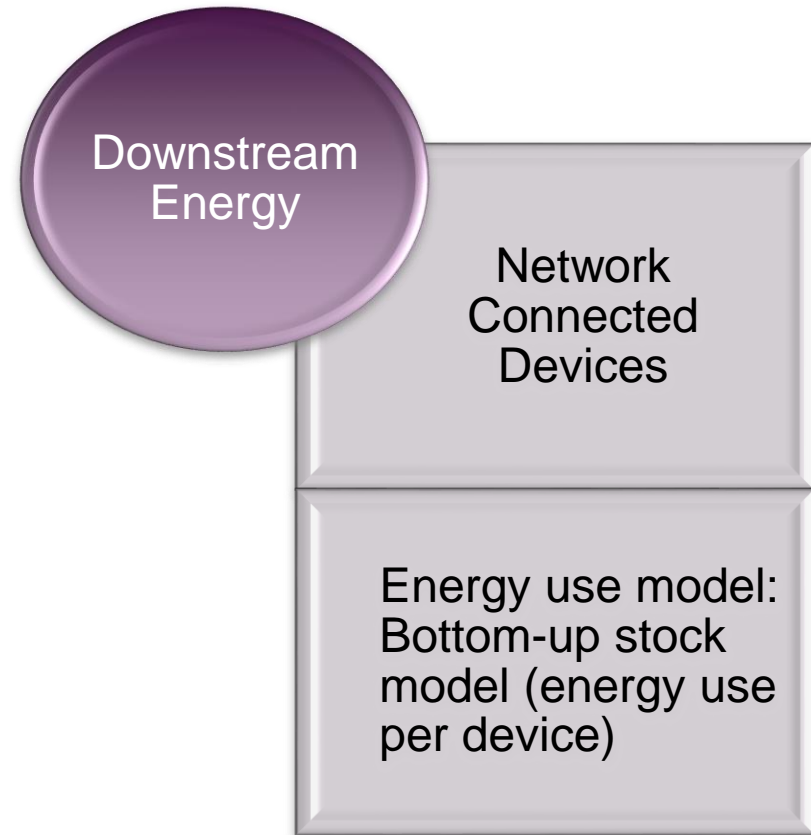 Downstream
Energy
Network
Connected
Devices
Energy use model:
Bottom-up stock
model (energy use
per device)